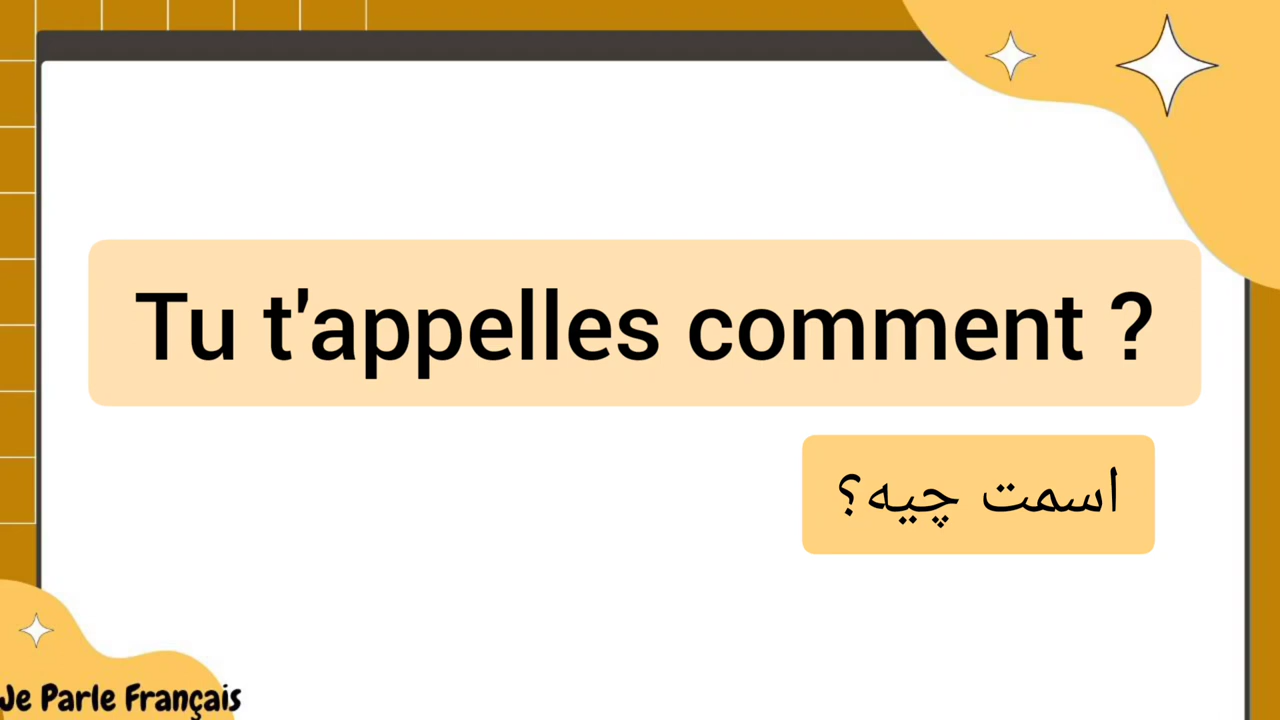 Tu t'appelles comment ?
اسمت چیه؟
Je Parle Français